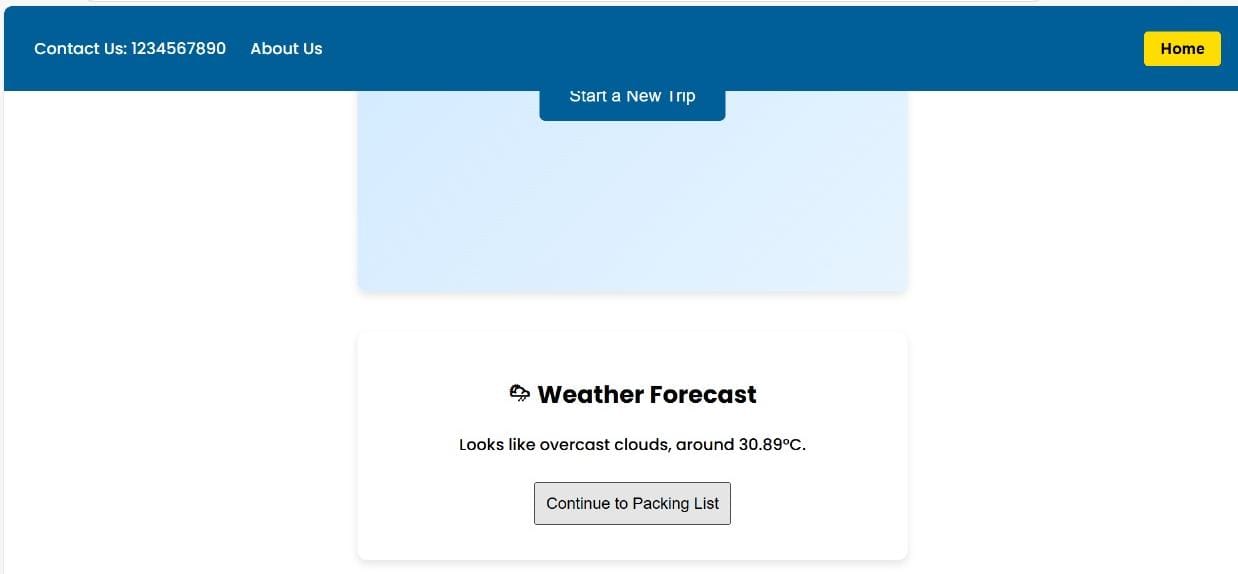 Contact Us: 1234567890 About Us Home
Start a New Trip
Weather Forecast
Looks like overcast clouds, around 30.89°C.
Continue to Packing List